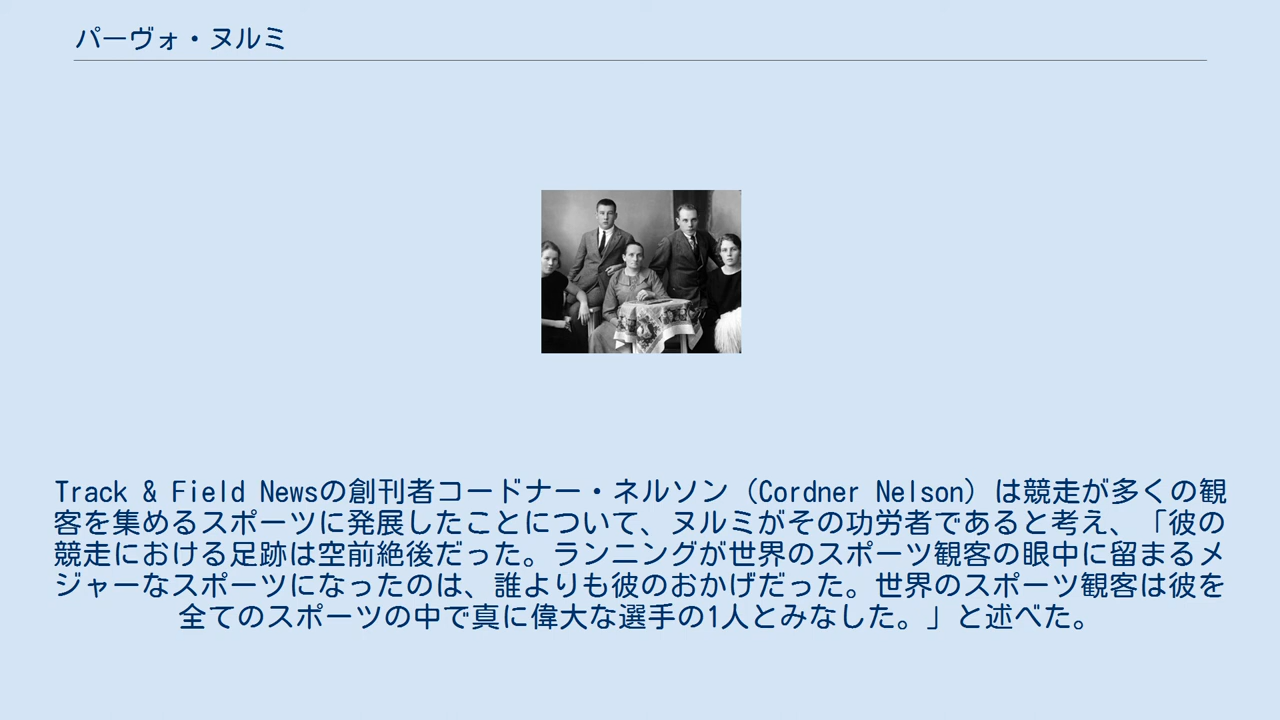 パーヴォ・ヌルミ
Track & Field Newsの創刊者コードナー・ネルソン（Cordner Nelson）は競走が多くの観
客を集めるスポーツに発展したことについて、ヌルミがその功労者であると考え、「彼の
競走における足跡は空前絶後だった。ランニングが世界のスポーツ観客の眼中に留まるメ
ジャーなスポーツになったのは、誰よりも彼のおかげだった。世界のスポーツ観客は彼を
全てのスポーツの中で真に偉大な選手の1人とみなした。」と述べた。